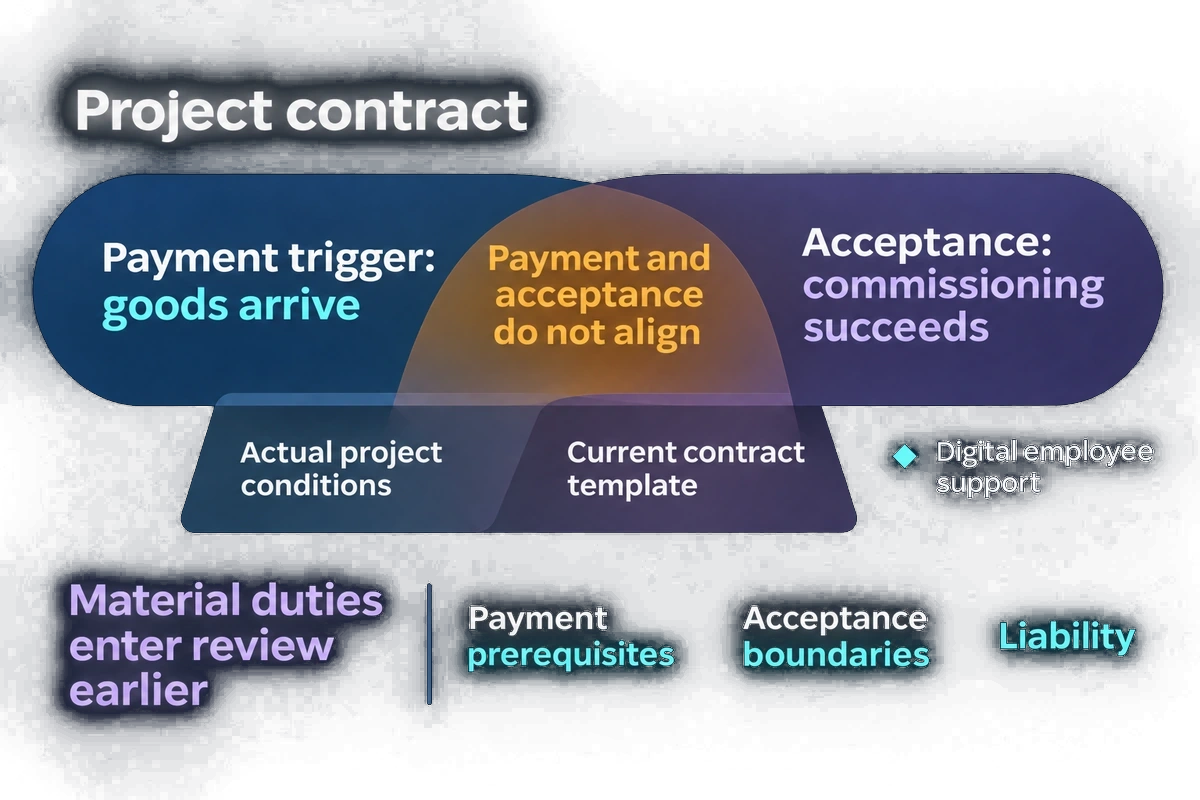 Project contract
Payment trigger:
goods arrive
Payment and
acceptance
do not align
Acceptance:
commissioning
succeeds
Actual project
conditions
Current contract
template
Digital employee
support
Material duties
enter review
earlier
Payment
prerequisites
Acceptance
boundaries
Liability